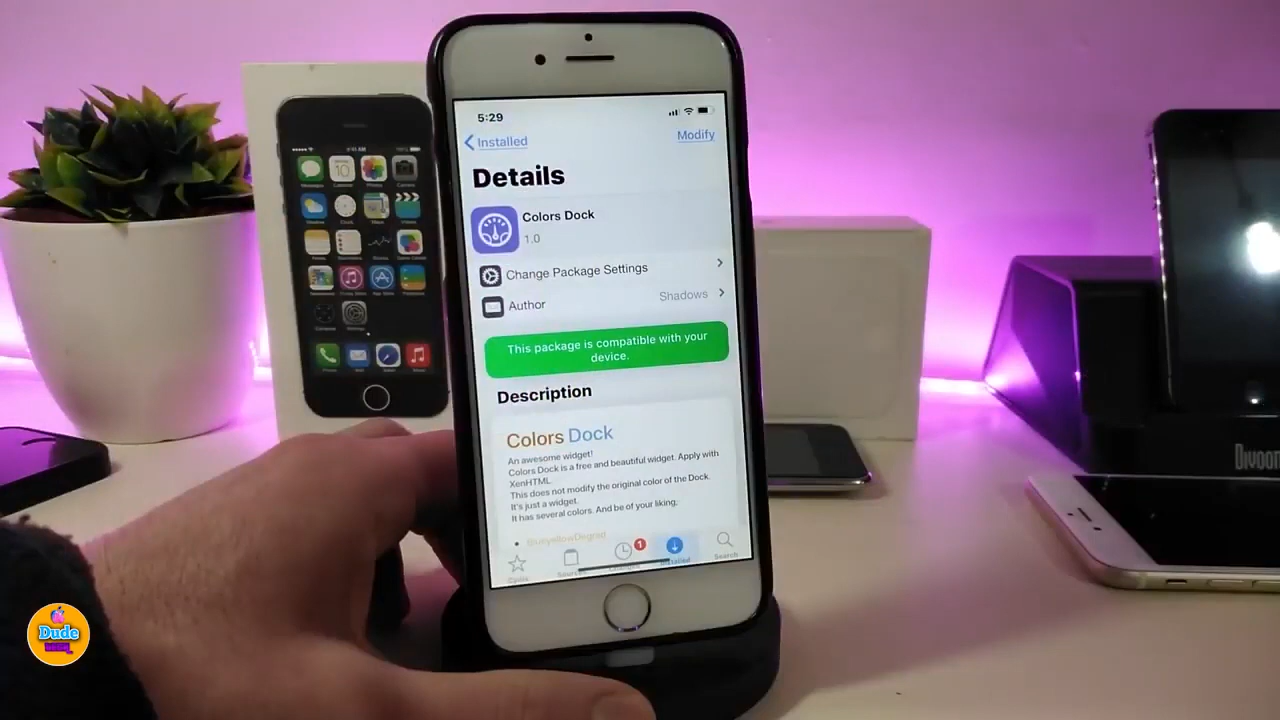 5:29
Installed
Modify
Details
Colors Dock
1.0
Change Package Settings
Author
Shadows
This package is compatible with your
device.
Description
Colors Dock
An awesome widget!
Colors Dock is a free and beautiful widget. Apply with
XenHTML.
This does not modify the original color of the Dock.
It's just a widget.
It has several colors. And be of your liking.
Cydia
Sources
1
Changes
Installed
Search
Divoom
Dude